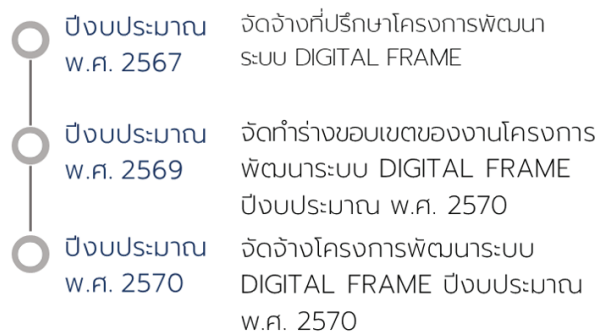 ปีงบประมาณ
พ.ศ. 2567
จัดจ้างที่ปรึกษาโครงการพัฒนา
ระบบ DIGITAL FRAME
ปีงบประมาณ
พ.ศ. 2569
จัดทำร่างขอบเขตของงานโครงการ
พัฒนาระบบ DIGITAL FRAME
ปีงบประมาณ พ.ศ. 2570
ปีงบประมาณ
พ.ศ. 2570
จัดจ้างโครงการพัฒนาระบบ
DIGITAL FRAME ปีงบประมาณ
พ.ศ. 2570